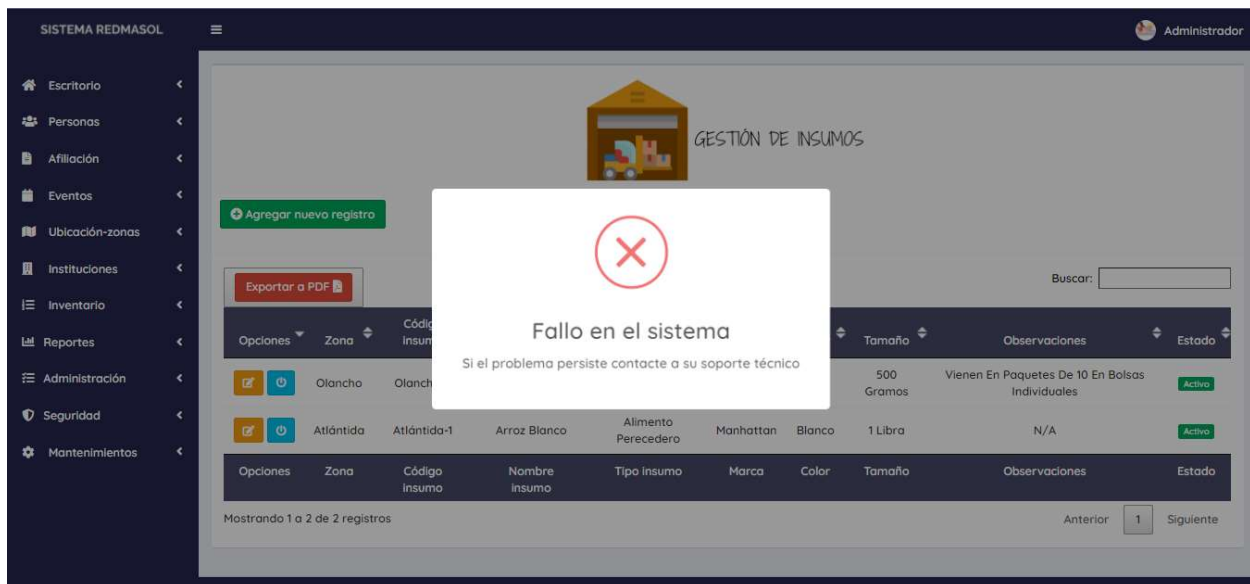 SISTEMA REDMASOL
Administrador
Escritorio
Personas
Afiliación
Eventos
Ubicación-zonas
Instituciones
Inventario
Reportes
Administración
Seguridad
Mantenimientos
GESTIÓN DE INSUMOS
Agregar nuevo registro
Exportar a PDF
Buscar:
Fallo en el sistema
Si el problema persiste contacte a su soporte técnico
Opciones Zona Tamaño Observaciones Estado
Olancho 500 Gramos Vienen En Paquetes De 10 En Bolsas Individuales Activo
Atlántida Atlántida-1 Arroz Blanco Alimento Perecedero Manhattan Blanco 1 Libra N/A Activo
Opciones Zona Código insumo Nombre insumo Tipo insumo Marca Color Tamaño Observaciones Estado
Mostrando 1 a 2 de 2 registros
Anterior 1 Siguiente